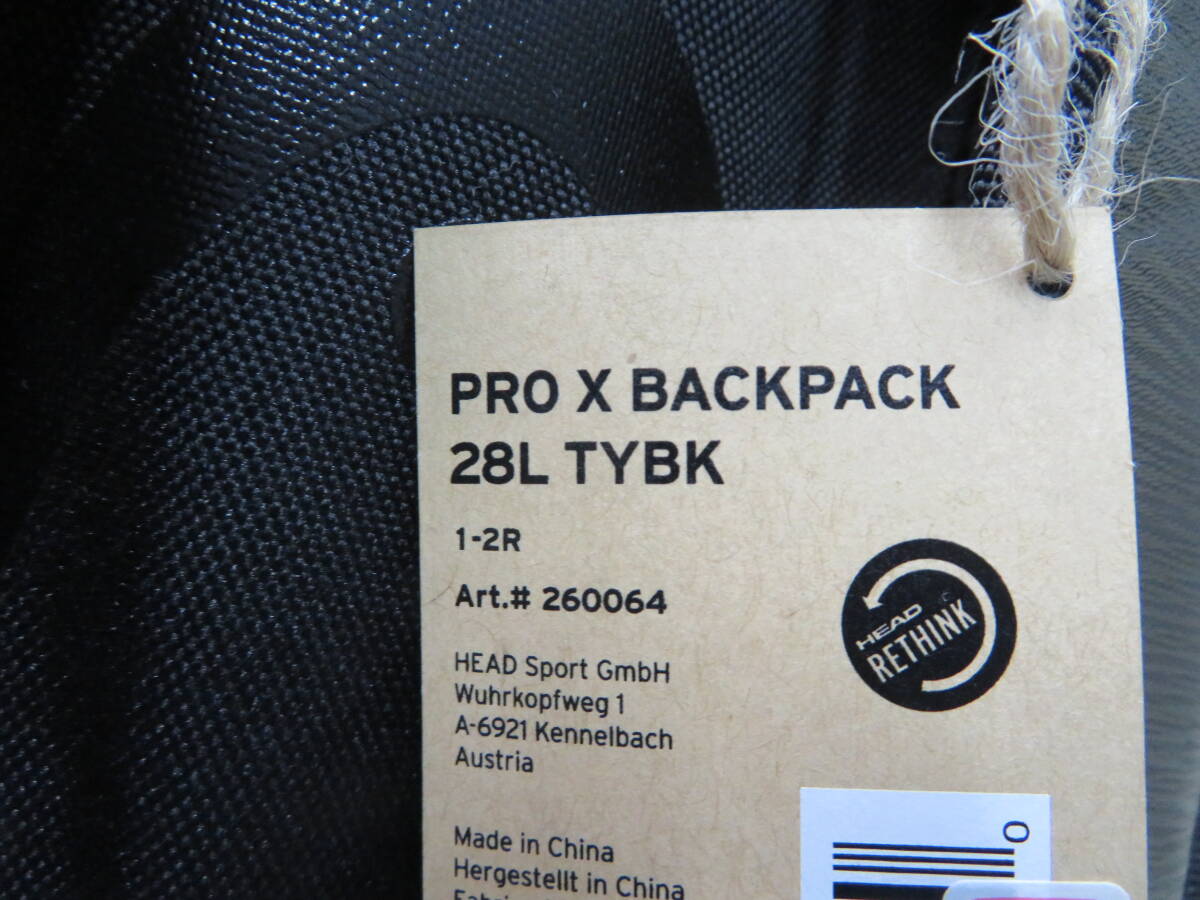 PRO X BACKPACK
28L TYBK
1-2R
Art.# 260064
HEAD
RETHINK
HEAD Sport GmbH
Wuhrkopfweg 1
A-6921 Kennelbach
Austria
Made in China
Hergestellt in China
0